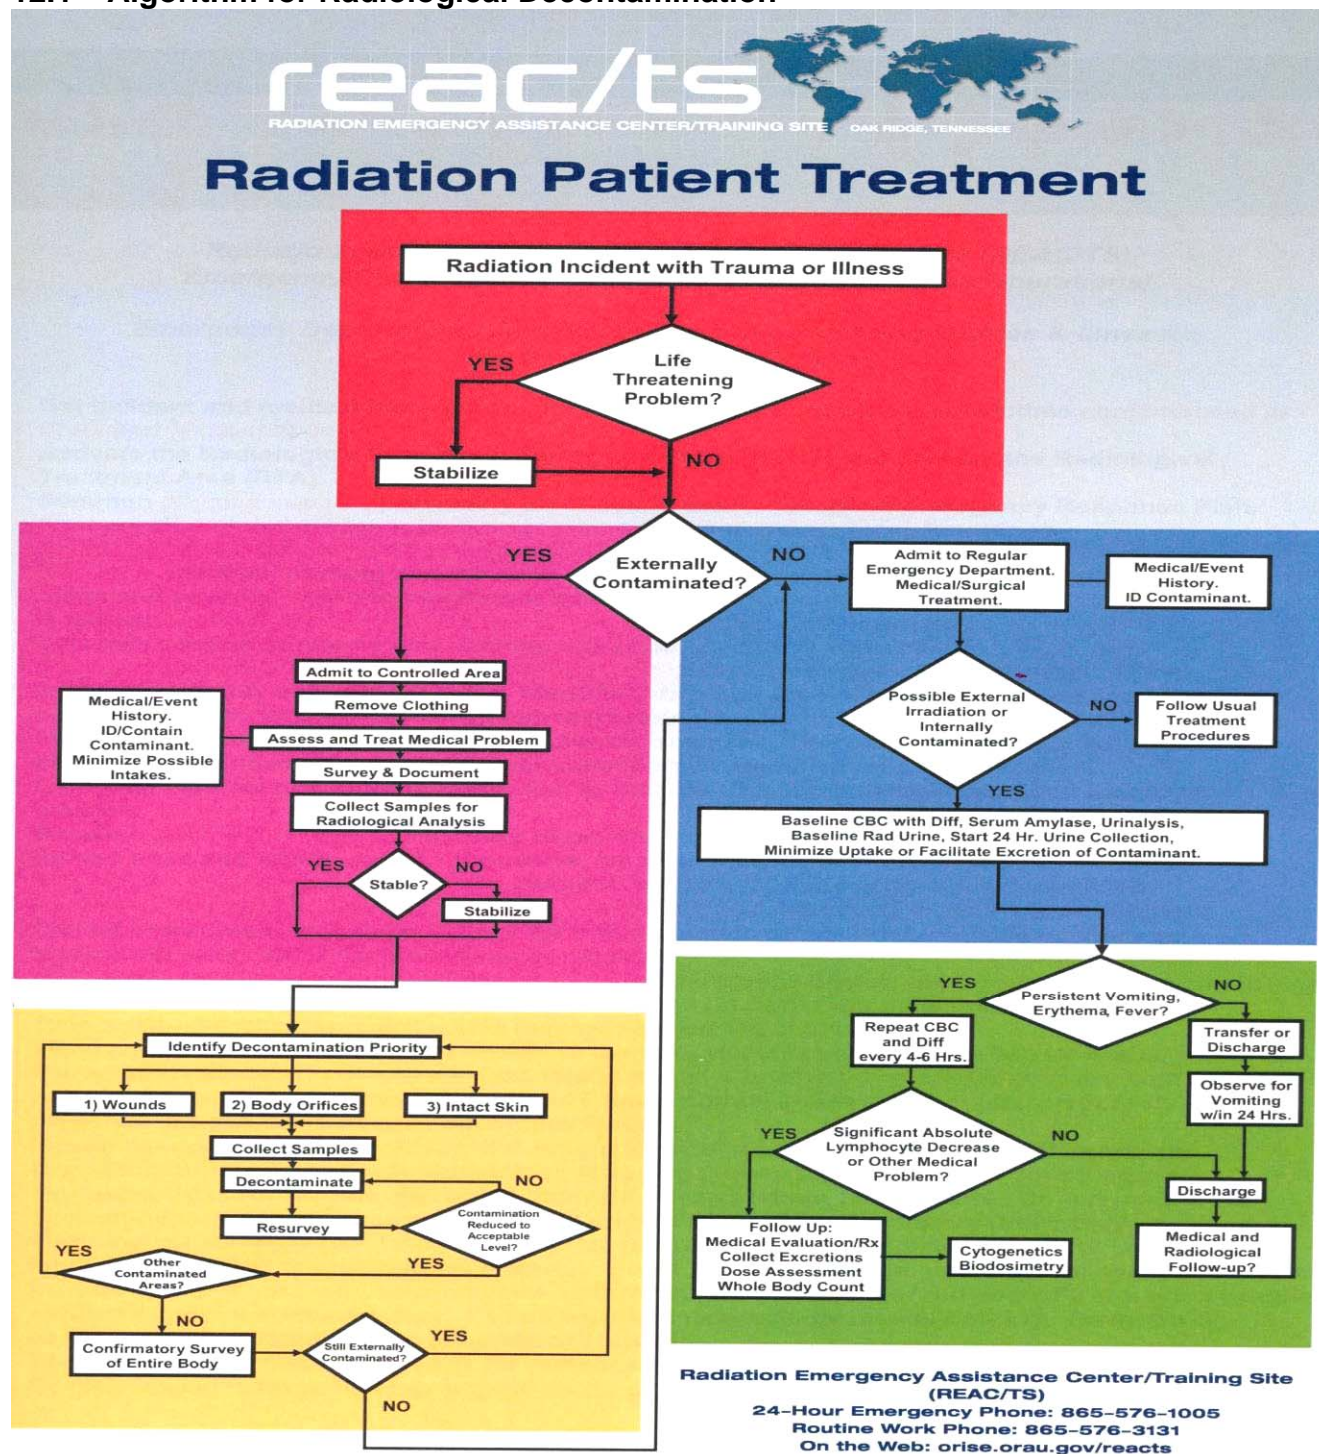 reac/ts
RADIATION EMERGENCY ASSISTANCE CENTER/TRAINING SITE OAK RIDGE, TENNESSEE
Radiation Patient Treatment
Radiation Incident with Trauma or Illness
Life
Threatening
Problem?
YES
NO
Stabilize
Externally
Contaminated?
YES
NO
Admit to Controlled Area
Remove Clothing
Assess and Treat Medical Problem
Medical/Event
History.
ID/Contain
Contaminant.
Minimize Possible
Intakes.
Survey & Document
Collect Samples for
Radiological Analysis
YES
Stable?
NO
Stabilize
Admit to Regular
Emergency Department.
Medical/Surgical
Treatment.
Medical/Event
History.
ID Contaminant.
Possible External
Irradiation or
Internally
Contaminated?
NO
Follow Usual
Treatment
Procedures
YES
Baseline CBC with Diff, Serum Amylase, Urinalysis,
Baseline Rad Urine, Start 24 Hr. Urine Collection,
Minimize Uptake or Facilitate Excretion of Contaminant.
Identify Decontamination Priority
1) Wounds
2) Body Orifices
3) Intact Skin
Collect Samples
Decontaminate
Resurvey
NO
Contamination
Reduced to
Acceptable
Level?
YES
YES
Other
Contaminated
Areas?
NO
Confirmatory Survey
of Entire Body
Still Externally
Contaminated?
YES
NO
Persistent Vomiting,
Erythema, Fever?
YES
NO
Repeat CBC
and Diff
every 4-6 Hrs.
Transfer or
Discharge
Observe for
Vomiting
w/in 24 Hrs.
YES
Significant Absolute
Lymphocyte Decrease
or Other Medical
Problem?
NO
Discharge
Follow Up:
Medical Evaluation/Rx
Collect Excretions
Dose Assessment
Whole Body Count
Cytogenetics
Biodosimetry
Medical and
Radiological
Follow-up?
Radiation Emergency Assistance Center/Training Site
(REAC/TS)
24-Hour Emergency Phone: 865-576-1005
Routine Work Phone: 865-576-3131
On the Web: orise.orau.gov/reacts